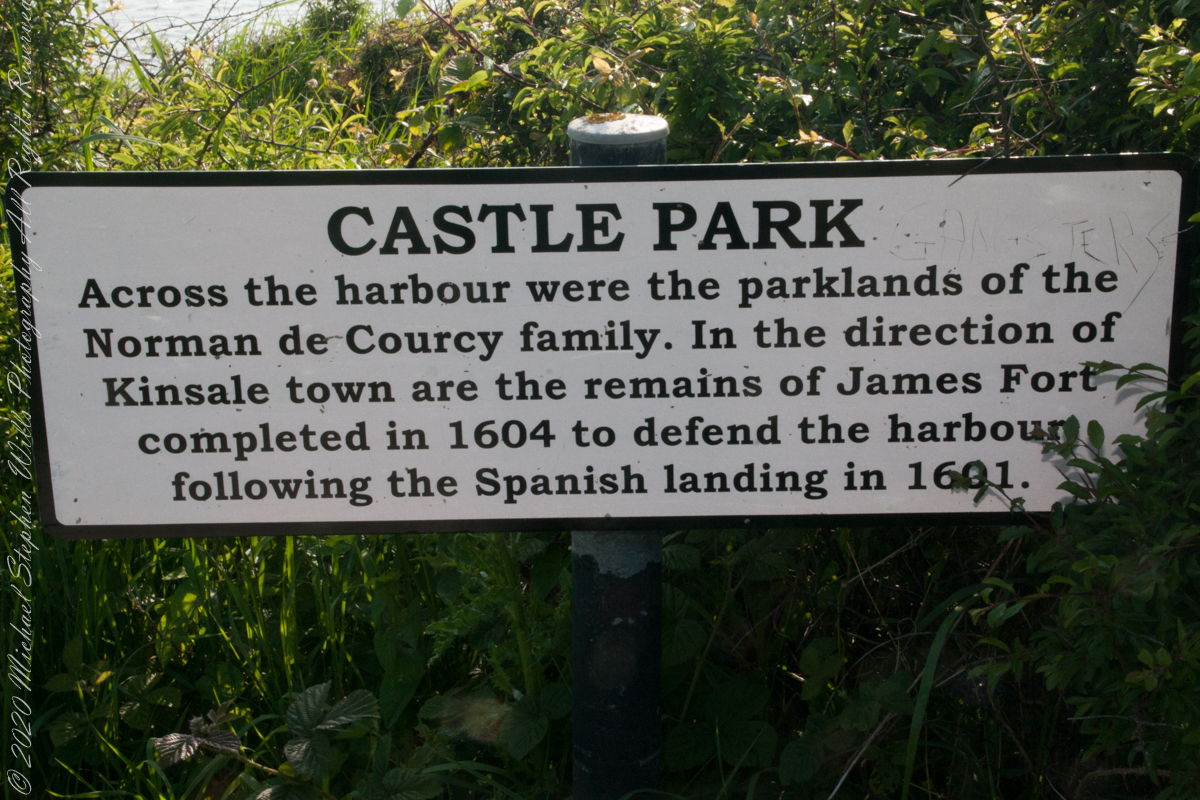 CASTLE PARK
GANGSTERS
Across the harbour were the parklands of the
Norman de Courcy family. In the direction of
Kinsale town are the remains of James Fort
completed in 1604 to defend the harbour
following the Spanish landing in 1601.
© 2020 Michael Stephen Wills Photography All Rights Reserved